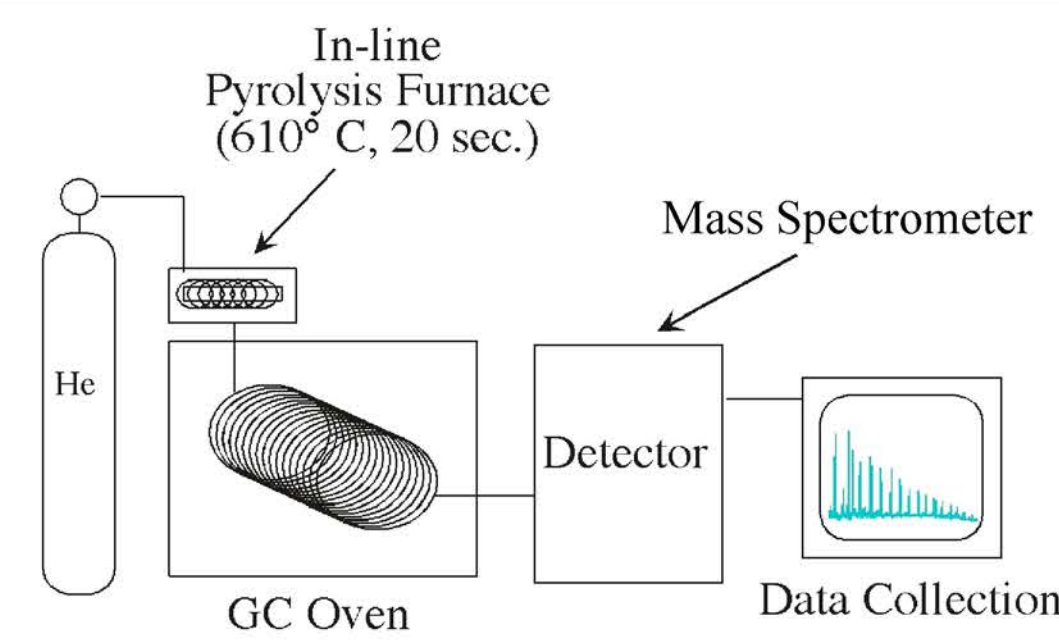 In-line
Pyrolysis Furnace
(610° C, 20 sec.)
Mass Spectrometer
He
Detector
GC Oven
Data Collection